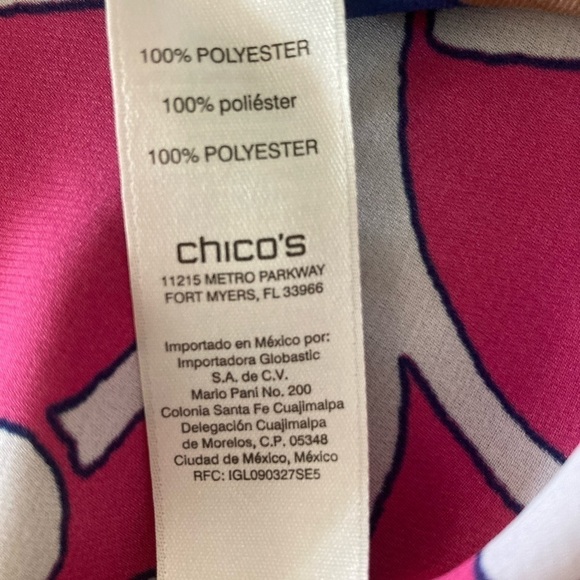 100% POLYESTER
100% poliéster
100% POLYESTER
chico's
11215 METRO PARKWAY
FORT MYERS, FL 33966
Importado en México por:
Importadora Globastic
S.A. de C.V.
Mario Pani No. 200
Colonia Santa Fe Cuajimalpa
Delegación Cuajimalpa
de Morelos, C.P. 05348
Ciudad de México, México
RFC: IGL090327SE5